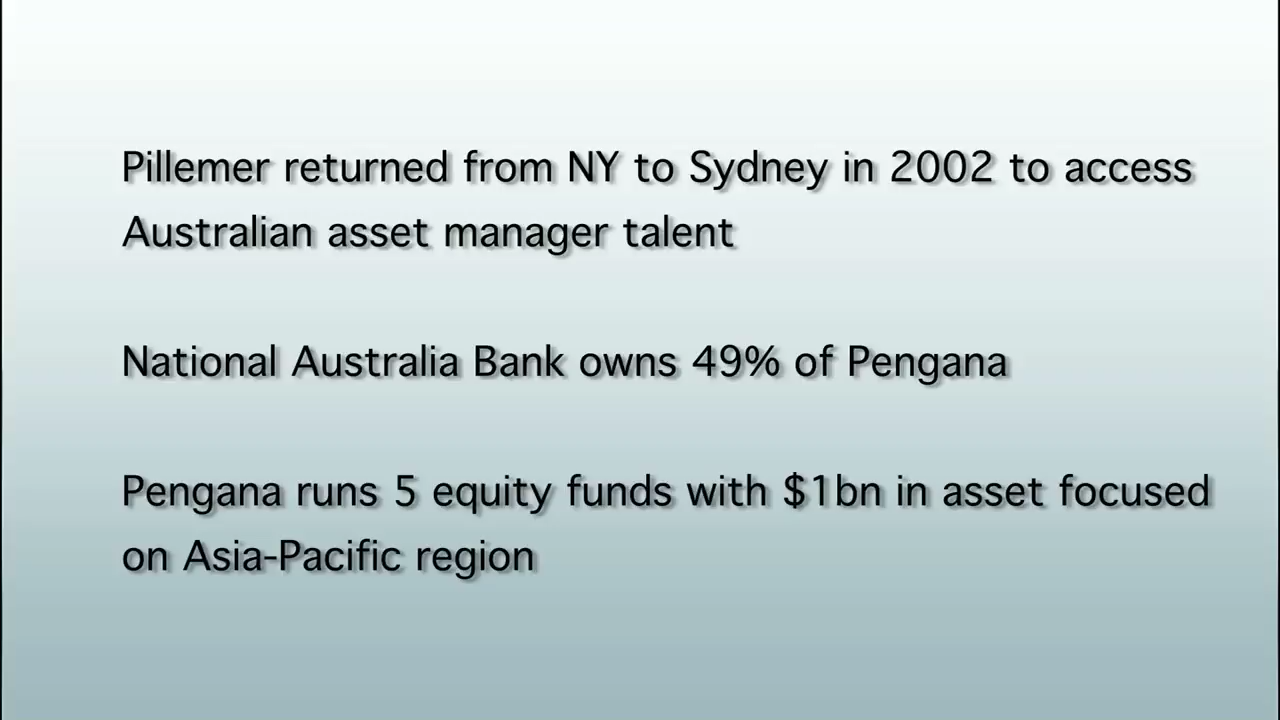 Pillemer returned from NY to Sydney in 2002 to access
Australian asset manager talent
National Australia Bank owns 49% of Pengana
Pengana runs 5 equity funds with $1bn in asset focused
on Asia-Pacific region